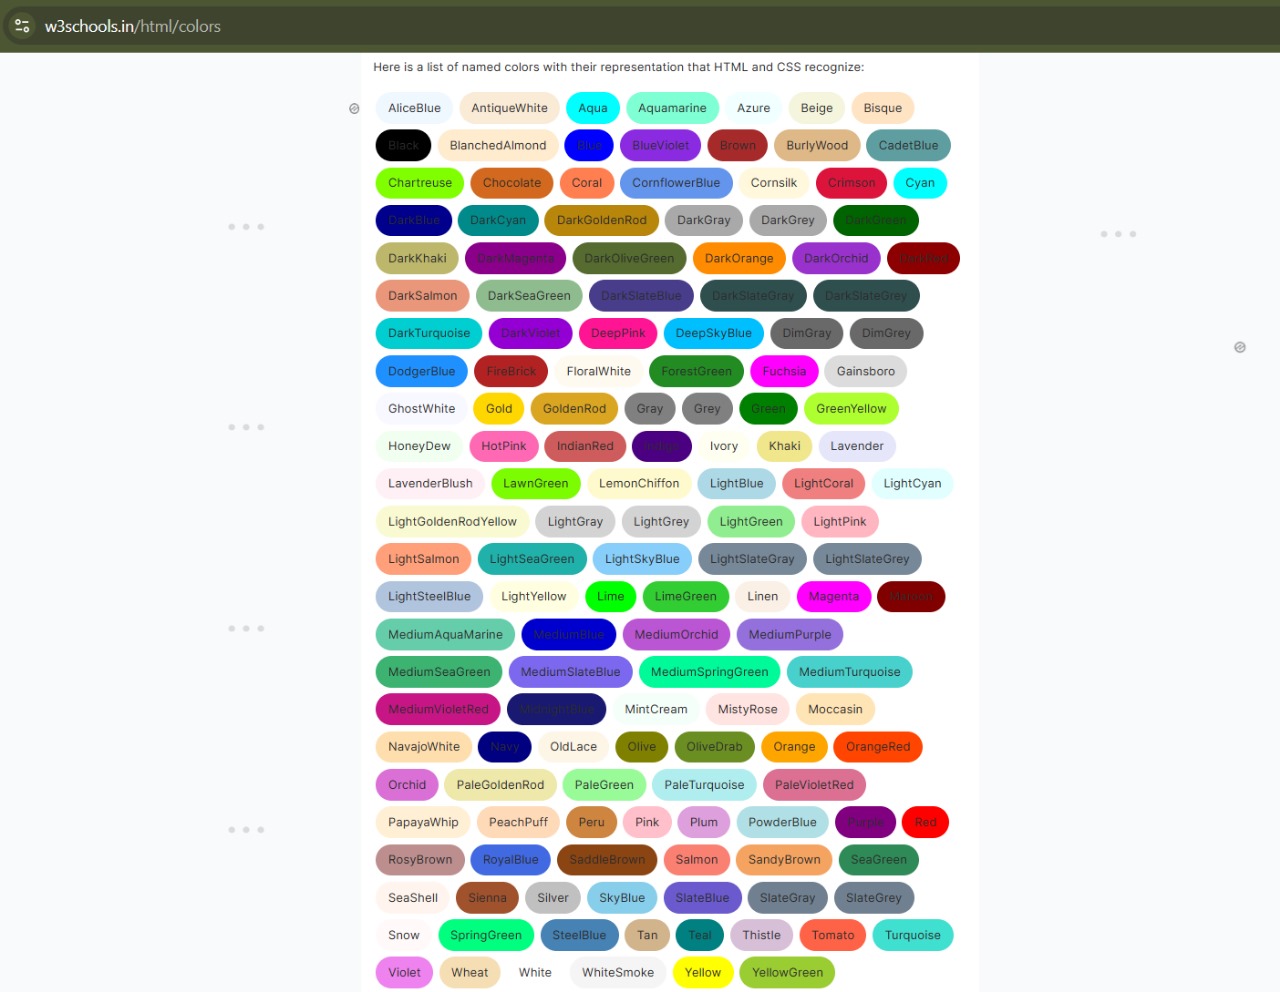 w3schools.in/html/colors
Here is a list of named colors with their representation that HTML and CSS recognize:
AliceBlue AntiqueWhite Aqua Aquamarine Azure Beige Bisque
Black BlanchedAlmond Blue BlueViolet Brown BurlyWood CadetBlue
Chartreuse Chocolate Coral CornflowerBlue Cornsilk Crimson Cyan
DarkBlue DarkCyan DarkGoldenRod DarkGray DarkGrey DarkGreen
DarkKhaki DarkMagenta DarkOliveGreen DarkOrange DarkOrchid DarkRed
DarkSalmon DarkSeaGreen DarkSlateBlue DarkSlateGray DarkSlateGrey
DarkTurquoise DarkViolet DeepPink DeepSkyBlue DimGray DimGrey
DodgerBlue FireBrick FloralWhite ForestGreen Fuchsia Gainsboro
GhostWhite Gold GoldenRod Gray Grey Green GreenYellow
HoneyDew HotPink IndianRed Indigo Ivory Khaki Lavender
LavenderBlush LawnGreen LemonChiffon LightBlue LightCoral LightCyan
LightGoldenRodYellow LightGray LightGrey LightGreen LightPink
LightSalmon LightSeaGreen LightSkyBlue LightSlateGray LightSlateGrey
LightSteelBlue LightYellow Lime LimeGreen Linen Magenta Maroon
MediumAquaMarine MediumBlue MediumOrchid MediumPurple
MediumSeaGreen MediumSlateBlue MediumSpringGreen MediumTurquoise
MediumVioletRed MidnightBlue MintCream MistyRose Moccasin
NavajoWhite Navy OldLace Olive OliveDrab Orange OrangeRed
Orchid PaleGoldenRod PaleGreen PaleTurquoise PaleVioletRed
PapayaWhip PeachPuff Peru Pink Plum PowderBlue Purple Red
RosyBrown RoyalBlue SaddleBrown Salmon SandyBrown SeaGreen
SeaShell Sienna Silver SkyBlue SlateBlue SlateGray SlateGrey
Snow SpringGreen SteelBlue Tan Teal Thistle Tomato Turquoise
Violet Wheat White WhiteSmoke Yellow YellowGreen